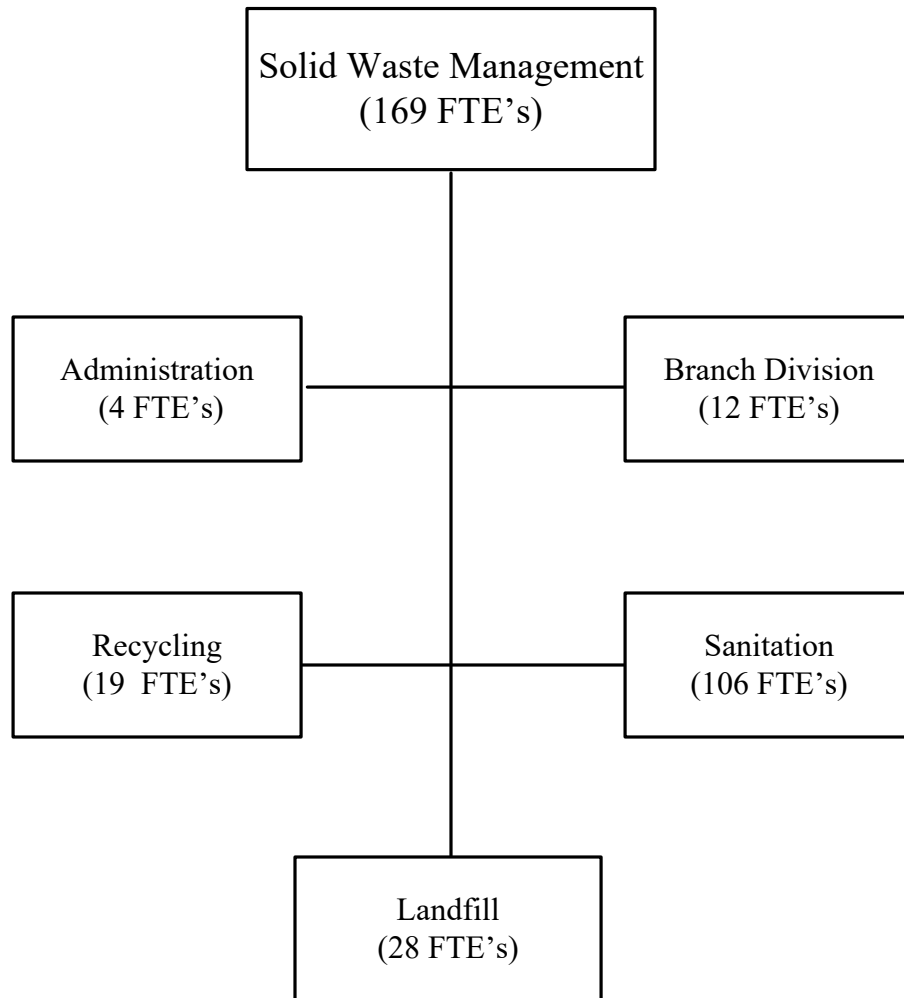 Solid Waste Management
(169 FTE’s)
Administration
(4 FTE’s)
Branch Division
(12 FTE’s)
Recycling
(19  FTE’s)
Sanitation
(106 FTE’s)
Landfill
(28 FTE’s)